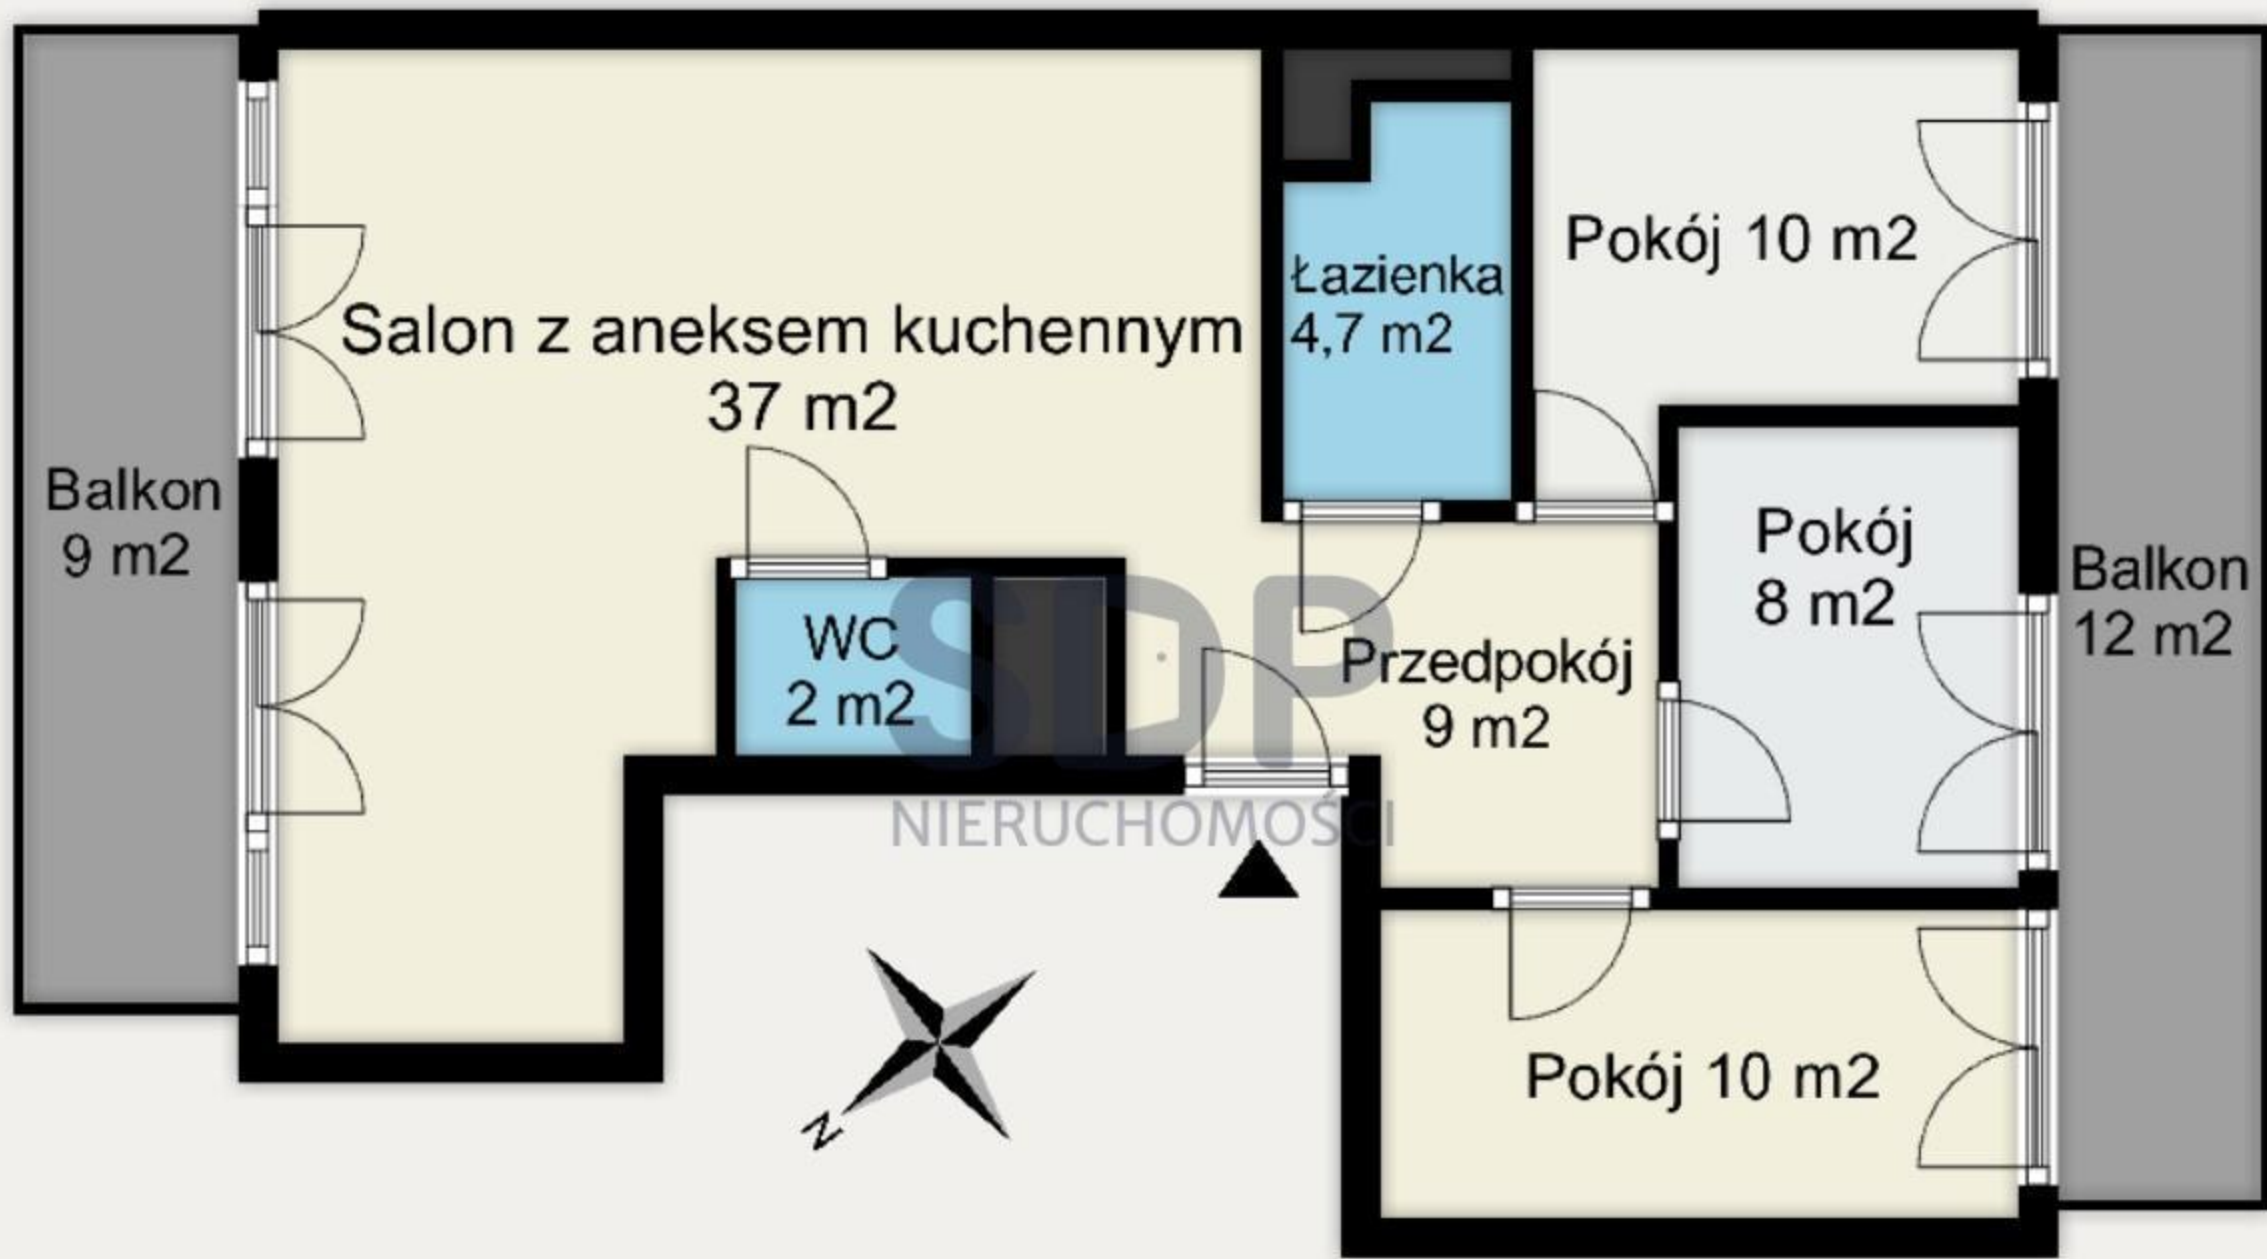 Salon z aneksem kuchennym
37 m2
Łazienka
4,7 m2
Pokój 10 m2
Balkon
9 m2
WC
2 m2
Przedpokój
9 m2
Pokój
8 m2
Balkon
12 m2
SDP
NIERUCHOMOŚCI
Pokój 10 m2
N